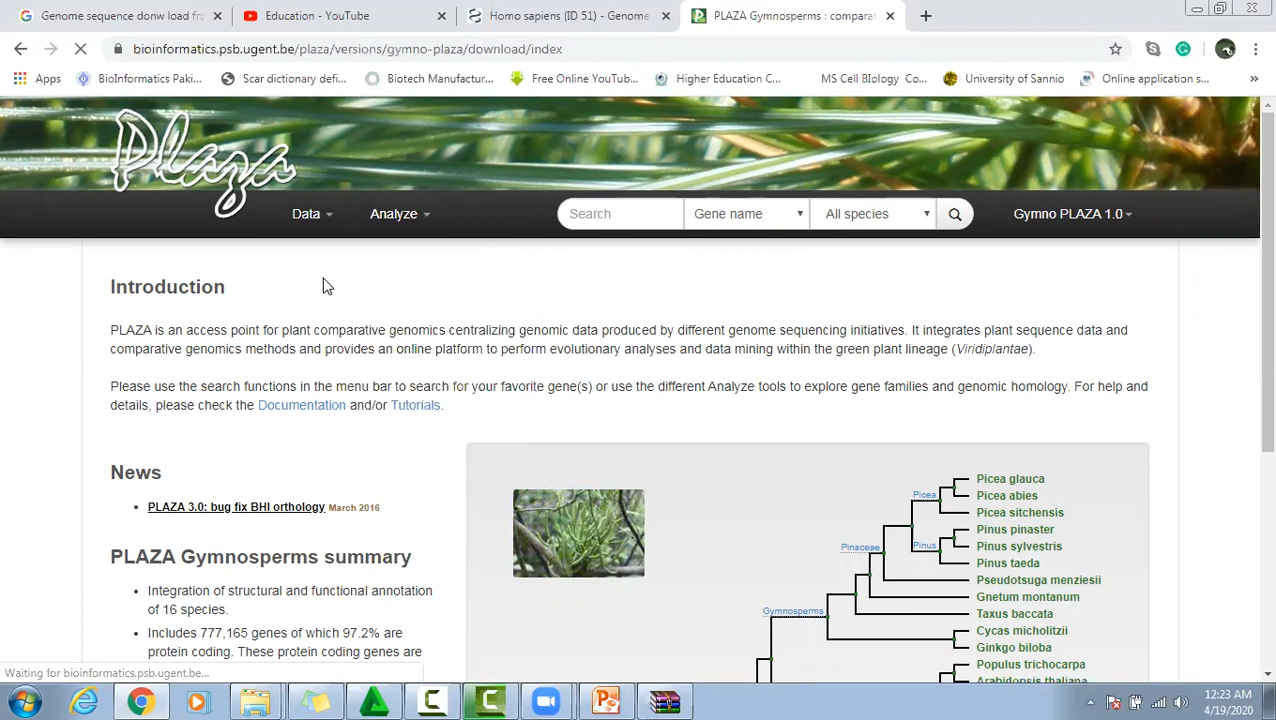 Genome sequence donw load fro
Education - YouTube
Homo sapiens (ID 51) - Genome
PLAZA Gymnosperms : comparat
bioinformatics.psb.ugent.be/plaza/versions/gymno-plaza/download/index
Apps
BioInformatics Paki...
Scar dictionary defi...
Biotech Manufactur...
Free Online YouTub...
Higher Education C...
MS Cell BIology Co...
University of Sannio
Online application s...
»
Plaza
Data
Analyze
Search
Gene name
All species
Gymno PLAZA 1.0
Introduction
PLAZA is an access point for plant comparative genomics centralizing genomic data produced by different genome sequencing initiatives. It integrates plant sequence data and
comparative genomics methods and provides an online platform to perform evolutionary analyses and data mining within the green plant lineage (Viridiplantae).
Please use the search functions in the menu bar to search for your favorite gene(s) or use the different Analyze tools to explore gene families and genomic homology. For help and
details, please check the Documentation and/or Tutorials.
News
• PLAZA 3.0: bug fix BHI orthology March 2016
PLAZA Gymnosperms summary
• Integration of structural and functional annotation
of 16 species.
• Includes 777,165 genes of which 97.2% are
protein coding. These protein coding genes are
Picea glauca
Picea
Picea abies
Picea sitchensis
Pinus pinaster
Pinaceae
Pinus
Pinus sylvestris
Pinus taeda
Pseudotsuga menziesii
Gnetum montanum
Gymnosperms
Taxus baccata
Cycas micholitzii
Ginkgo biloba
Populus trichocarpa
Arabidopsis thaliana
Waiting for bioinformatics.psb.ugent.be...
12:23 AM
4/19/2020